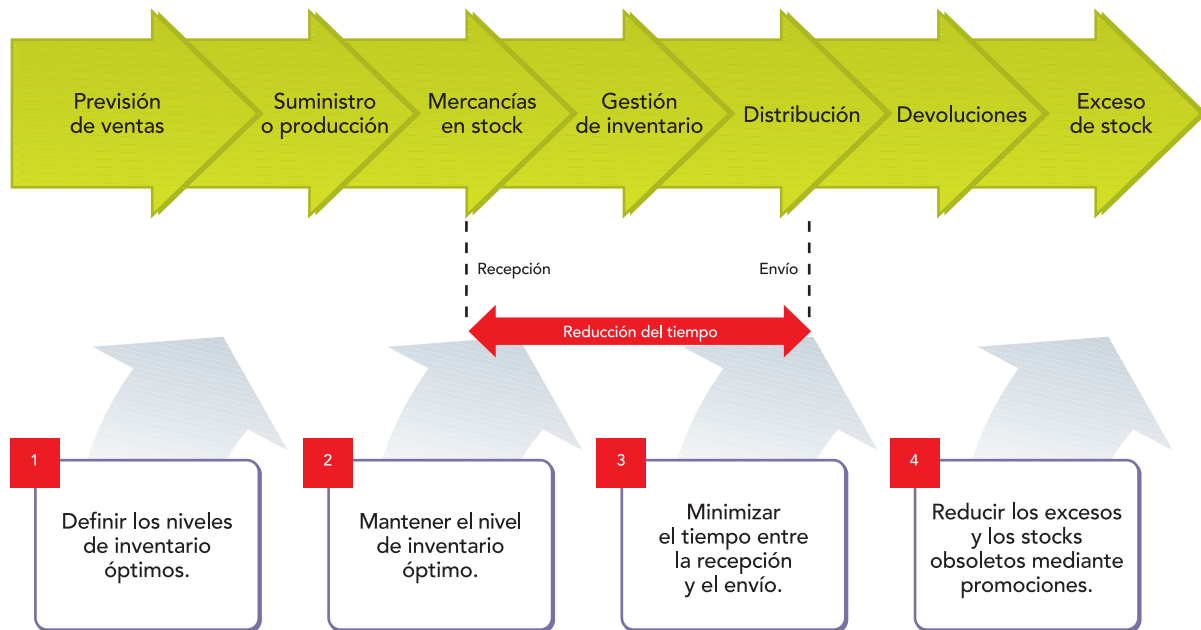 Previsión
de ventas
Suministro
o producción
Mercancías
en stock
Gestión
de inventario
Distribución
Devoluciones
Exceso
de stock
Recepción
Envío
Reducción del tiempo
1
Definir los niveles
de inventario
óptimos.
2
Mantener el nivel
de inventario
óptimo.
3
Minimizar
el tiempo entre
la recepción
y el envío.
4
Reducir los excesos
y los stocks
obsoletos mediante
promociones.